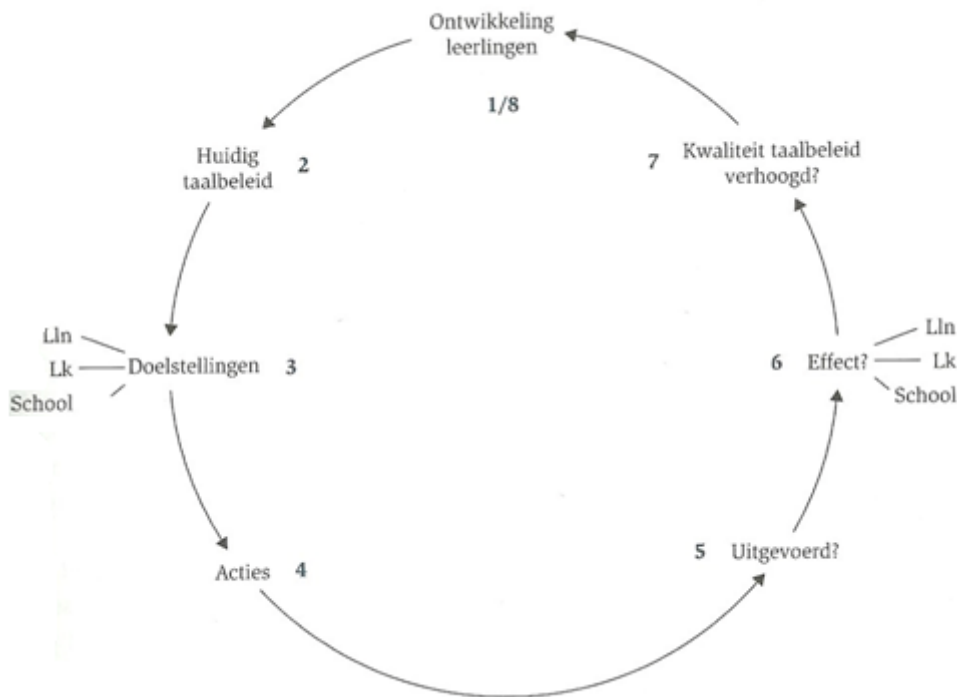 Ontwikkeling
leerlingen
1/8
Huidig
taalbeleid
2
Doelstellingen
3
Lln
Lk
School
Acties
4
5
Uitgevoerd?
6
Effect?
Lln
Lk
School
7
Kwaliteit taalbeleid
verhoogd?